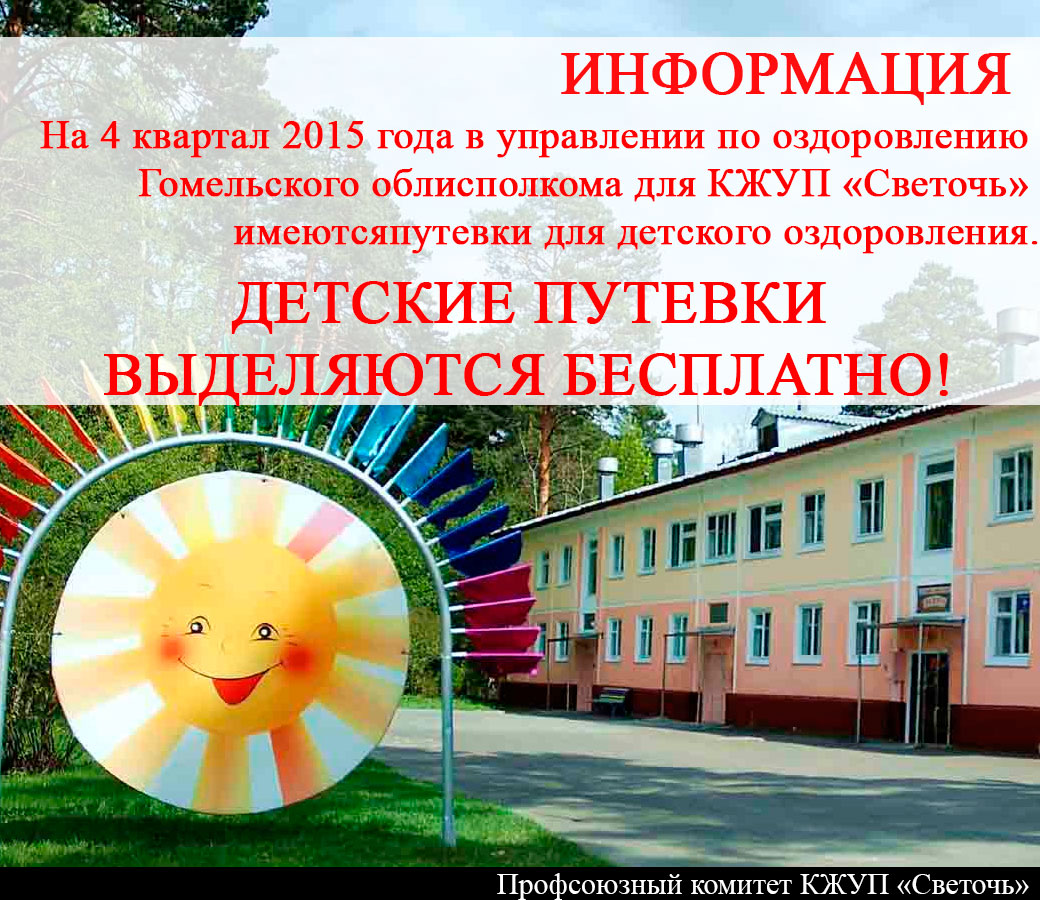 ИНФОРМАЦИЯ
На 4 квартал 2015 года в управлении по оздоровлению
Гомельского облисполкома для КЖУП «Светочь»
имеютсяпутевки для детского оздоровления.
ДЕТСКИЕ ПУТЕВКИ
ВЫДЕЛЯЮТСЯ БЕСПЛАТНО!
Профсоюзный комитет КЖУП «Светочь»